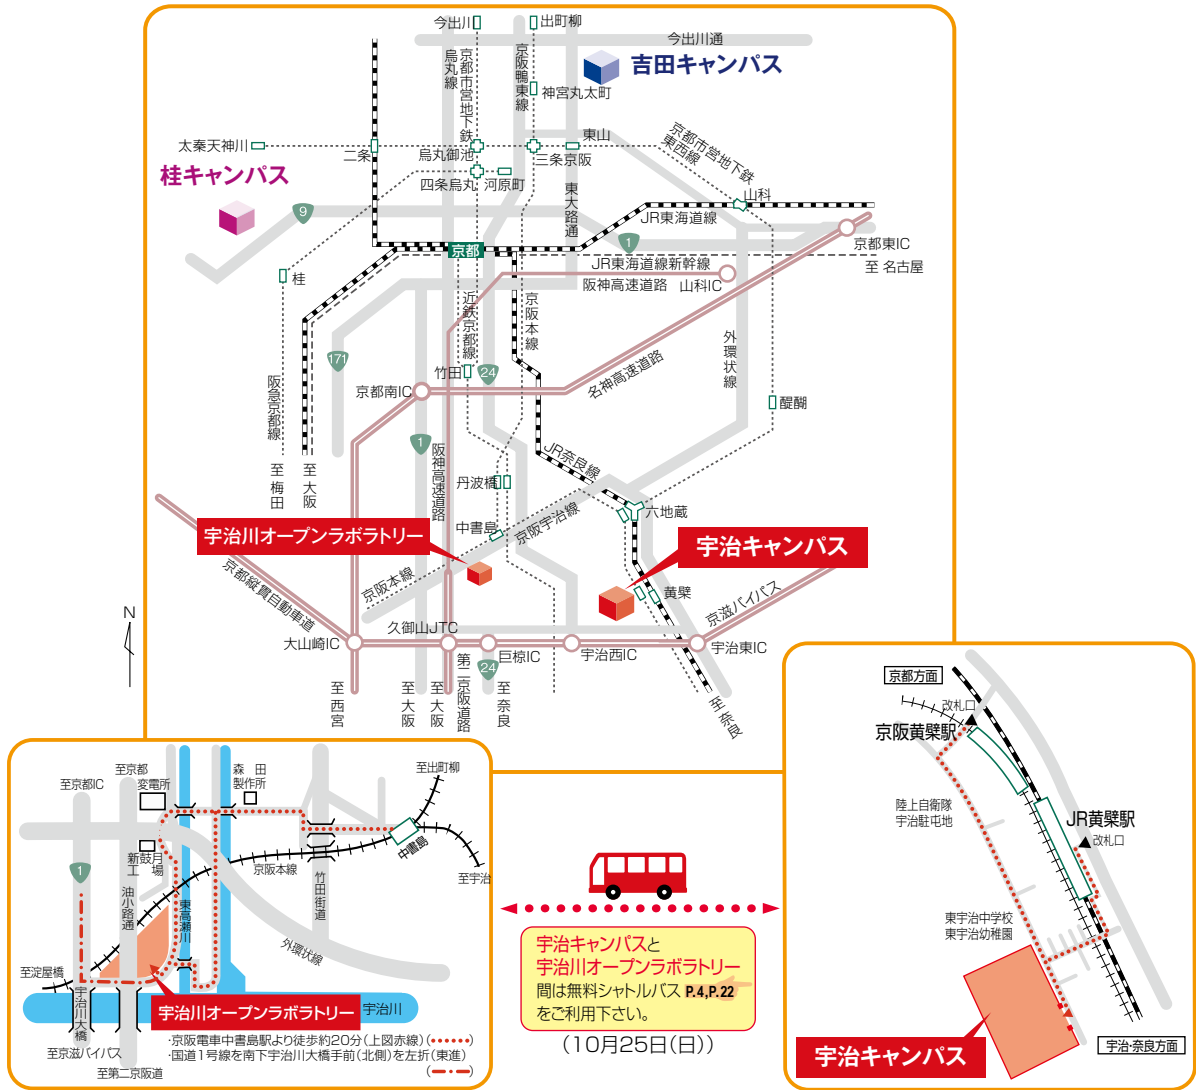 今出川
出町柳
今出川通
京都市営地下鉄
烏丸線
京阪鴨東線
吉田キャンパス
神宮丸太町
太秦天神川
二条
烏丸御池
三条京阪
東山
京都市営地下鉄
東西線
桂キャンパス
四条烏丸
河原町
東大路通
山科
JR東海道線
9
1
京都東IC
京都
至 名古屋
JR東海道線新幹線
阪神高速道路
山科IC
桂
近鉄京都線
京阪本線
外環状線
171
竹田
24
名神高速道路
京都南IC
阪急京都線
醍醐
1
阪神高速道路
JR奈良線
至梅田
至大阪
丹波橋
六地蔵
中書島
京阪宇治線
宇治川オープンラボラトリー
宇治キャンパス
京都縦貫自動車道
京阪本線
黄檗
京滋バイパス
N
久御山JTC
大山崎IC
巨椋IC
宇治西IC
宇治東IC
24
至西宮
至大阪
至大阪
第二京阪道路
至奈良
至奈良
至京都IC
至京都
変電所
森田
製作所
至出町柳
中書島
新鼓月
工場
京阪本線
至宇治
1
油小路通
東高瀬川
竹田街道
外環状線
至淀屋橋
宇治川大橋
宇治川オープンラボラトリー
宇治川
・京阪電車中書島駅より徒歩約20分(上図赤線)( )
・国道1号線を南下宇治川大橋手前(北側)を左折(東進)
( )
至京滋バイパス
至第二京阪道
宇治キャンパスと
宇治川オープンラボラトリー
間は無料シャトルバス P.4,P.22
をご利用下さい。
(10月25日(日))
京都方面
改札口
京阪黄檗駅
陸上自衛隊
宇治駐屯地
JR黄檗駅
改札口
東宇治中学校
東宇治幼稚園
宇治キャンパス
宇治・奈良方面